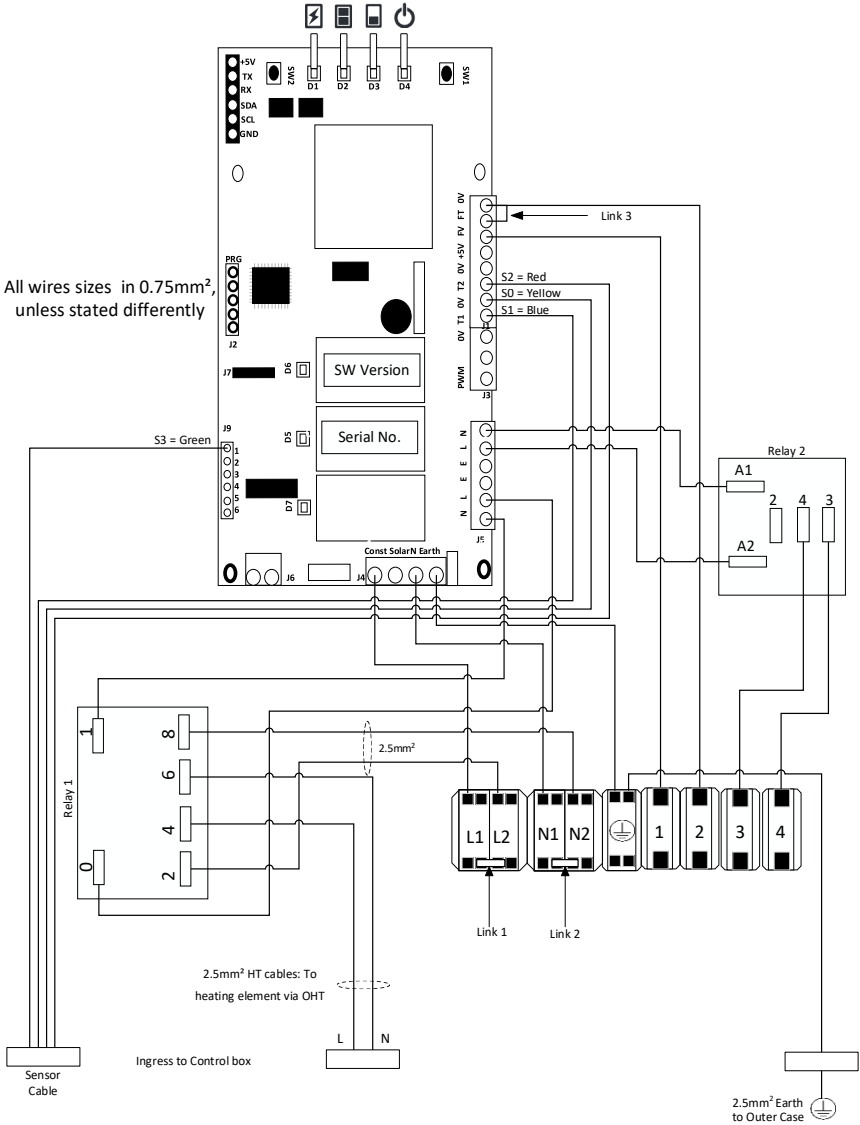 +5V
TX
RX
SDA
SCL
GND
SW2
D1
D2
D3
D4
SW1
0V
FT
FV
+5V
0V
T2
0V
T1
J1
0V
PWM
J3
Link 3
S2 = Red
S0 = Yellow
S1 = Blue
All wires sizes  in 0.75mm²,
unless stated differently
PRG
J2
J7
D6
SW Version
J9
S3 = Green
1
2
3
4
5
6
D5
Serial No.
D7
N
L
E
E
L
N
J5
Const SolarN Earth
J6
J4
Relay 2
A1
2
4
3
A2
Relay 1
1
8
6
4
0
2
2.5mm²
L1
L2
N1
N2
1
2
3
4
Link 1
Link 2
2.5mm² HT cables: To
heating element via OHT
L
N
Sensor
Cable
Ingress to Control box
2.5mm² Earth
to Outer Case